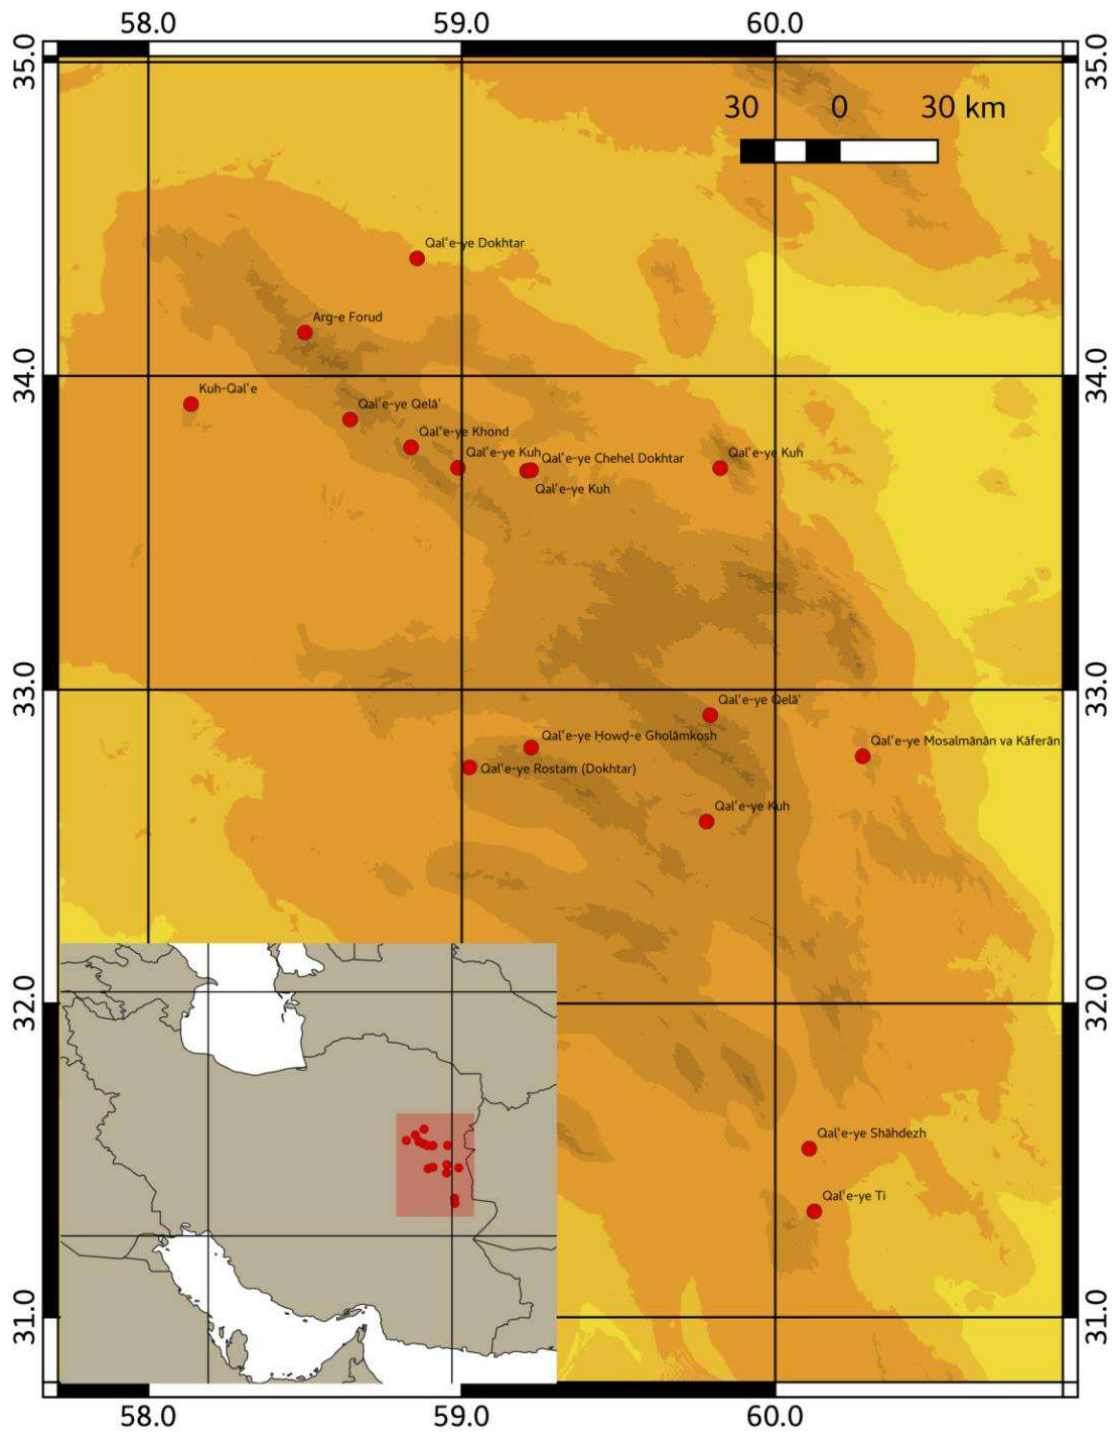 58.0 59.0 60.0
35.0 35.0
30 0 30 km
Qal'e-ye Dokhtar
Arg-e Forud
34.0 34.0
Kuh-Qal'e
Qal'e-ye Qelā'
Qal'e-ye Khond
Qal'e-ye Kuh
Qal'e-ye Chehel Dokhtar
Qal'e-ye Kuh
Qal'e-ye Kuh
33.0 33.0
Qal'e-ye Qelā'
Qal'e-ye Ḥowḍ-e Gholāmkosh
Qal'e-ye Mosalmānān va Kāferān
Qal'e-ye Rostam (Dokhtar)
Qal'e-ye Kuh
32.0 32.0
Qal'e-ye Shāhdezh
Qal'e-ye Ti
31.0 31.0
58.0 59.0 60.0